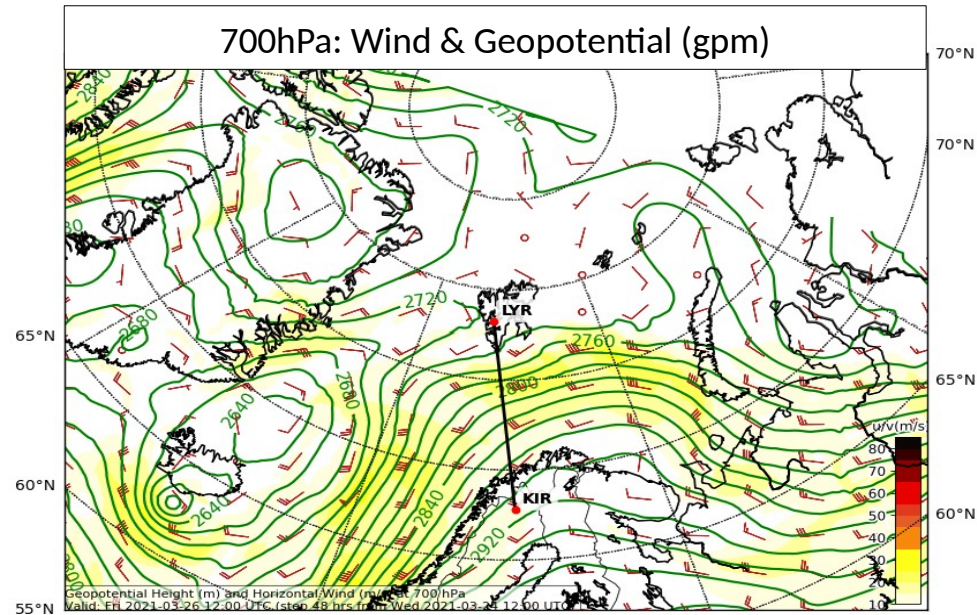 700hPa: Wind & Geopotential (gpm)
70°N
2840
2720
2760
70°N
2720
LYR
65°N
2680
2760
2680
2800
65°N
2640
u/v(m/s)
80
70
60°N
2640
KIR
60
2840
50
60°N
2920
40
30
20
Geopotential Height (m) and Horizontal Wind (m/s) at 700 hPa
55°N
Valid: Fri 2021-03-26 12:00 UTC (step 48 hrs from Wed 2021-03-24 12:00 UTC)